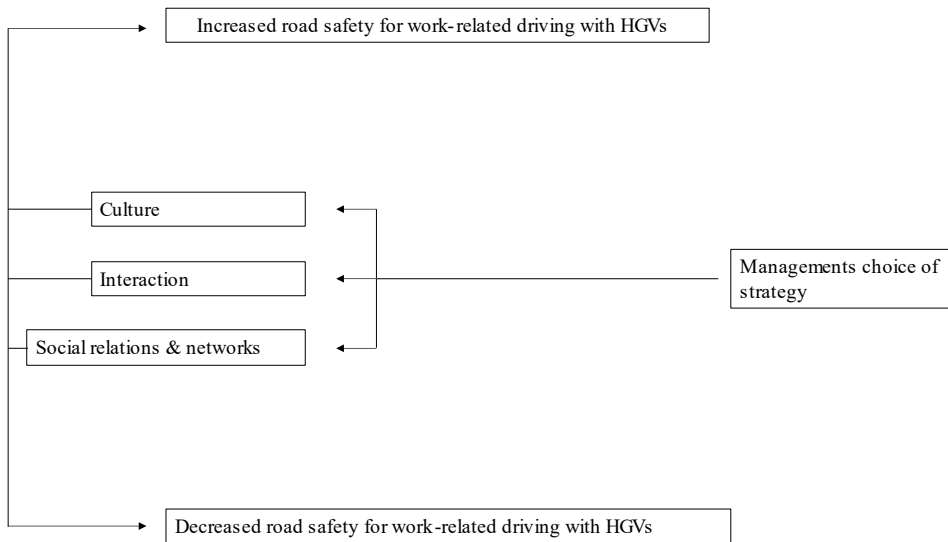 Increased road safety for work-related driving with HGVs
Culture
Interaction
Managements choice of
strategy
Social relations & networks
Decreased road safety for work-related driving with HGVs